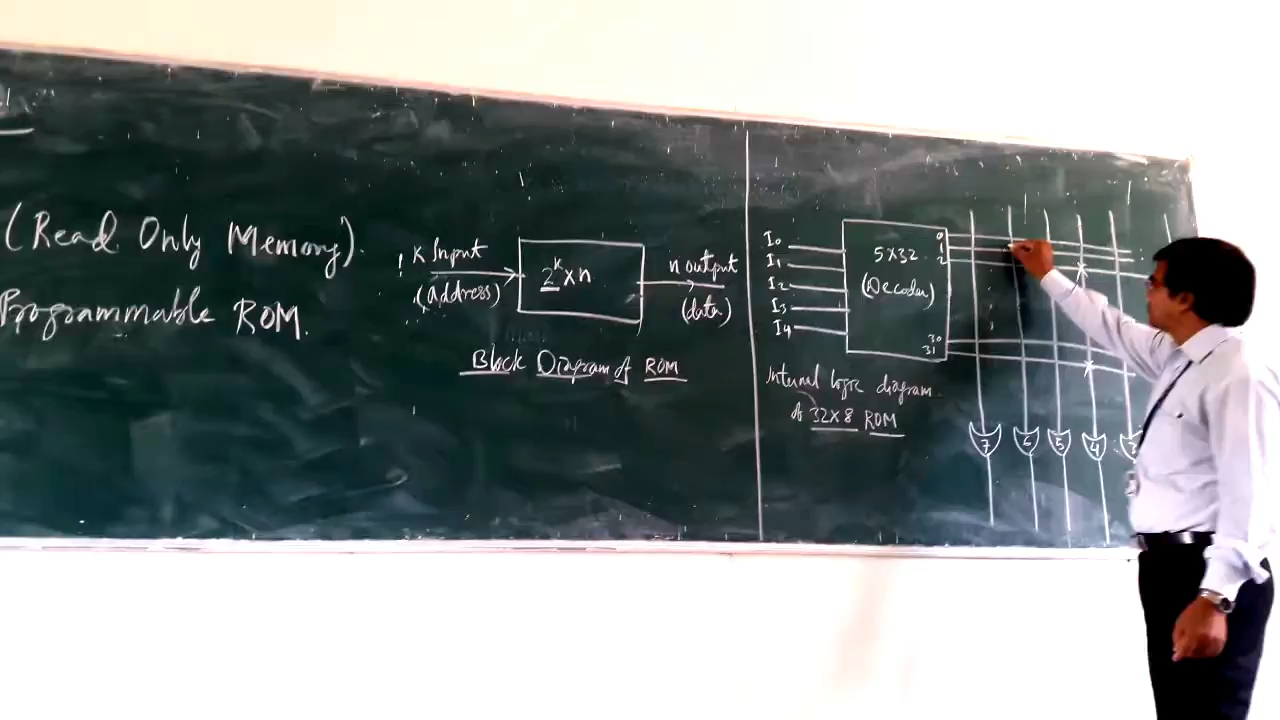 (Read Only Memory).
Programmable ROM.
K Input
(address)
2^k×n
n output
(data)
Block Diagram of ROM
I0
I1
I2
I3
I4
5X32
(Decoder)
0
1
2
30
31
Internal logic diagram
of 32X8 ROM
7 6 5 4 3